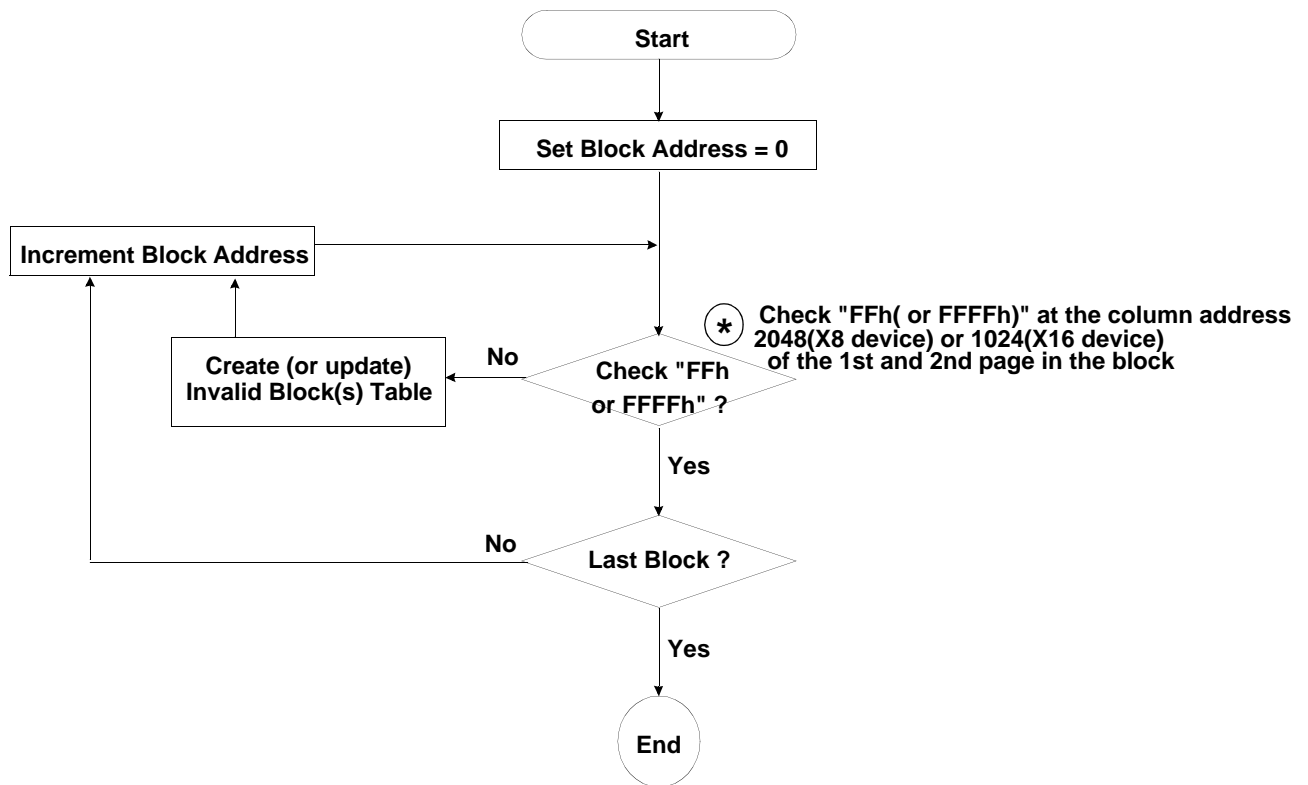 Start
Set Block Address = 0
Increment Block Address
* Check "FFh( or FFFFh)" at the column address
2048(X8 device) or 1024(X16 device)
of the 1st and 2nd page in the block
No
Create (or update)
Invalid Block(s) Table
Check "FFh
or FFFFh" ?
Yes
No
Last Block ?
Yes
End